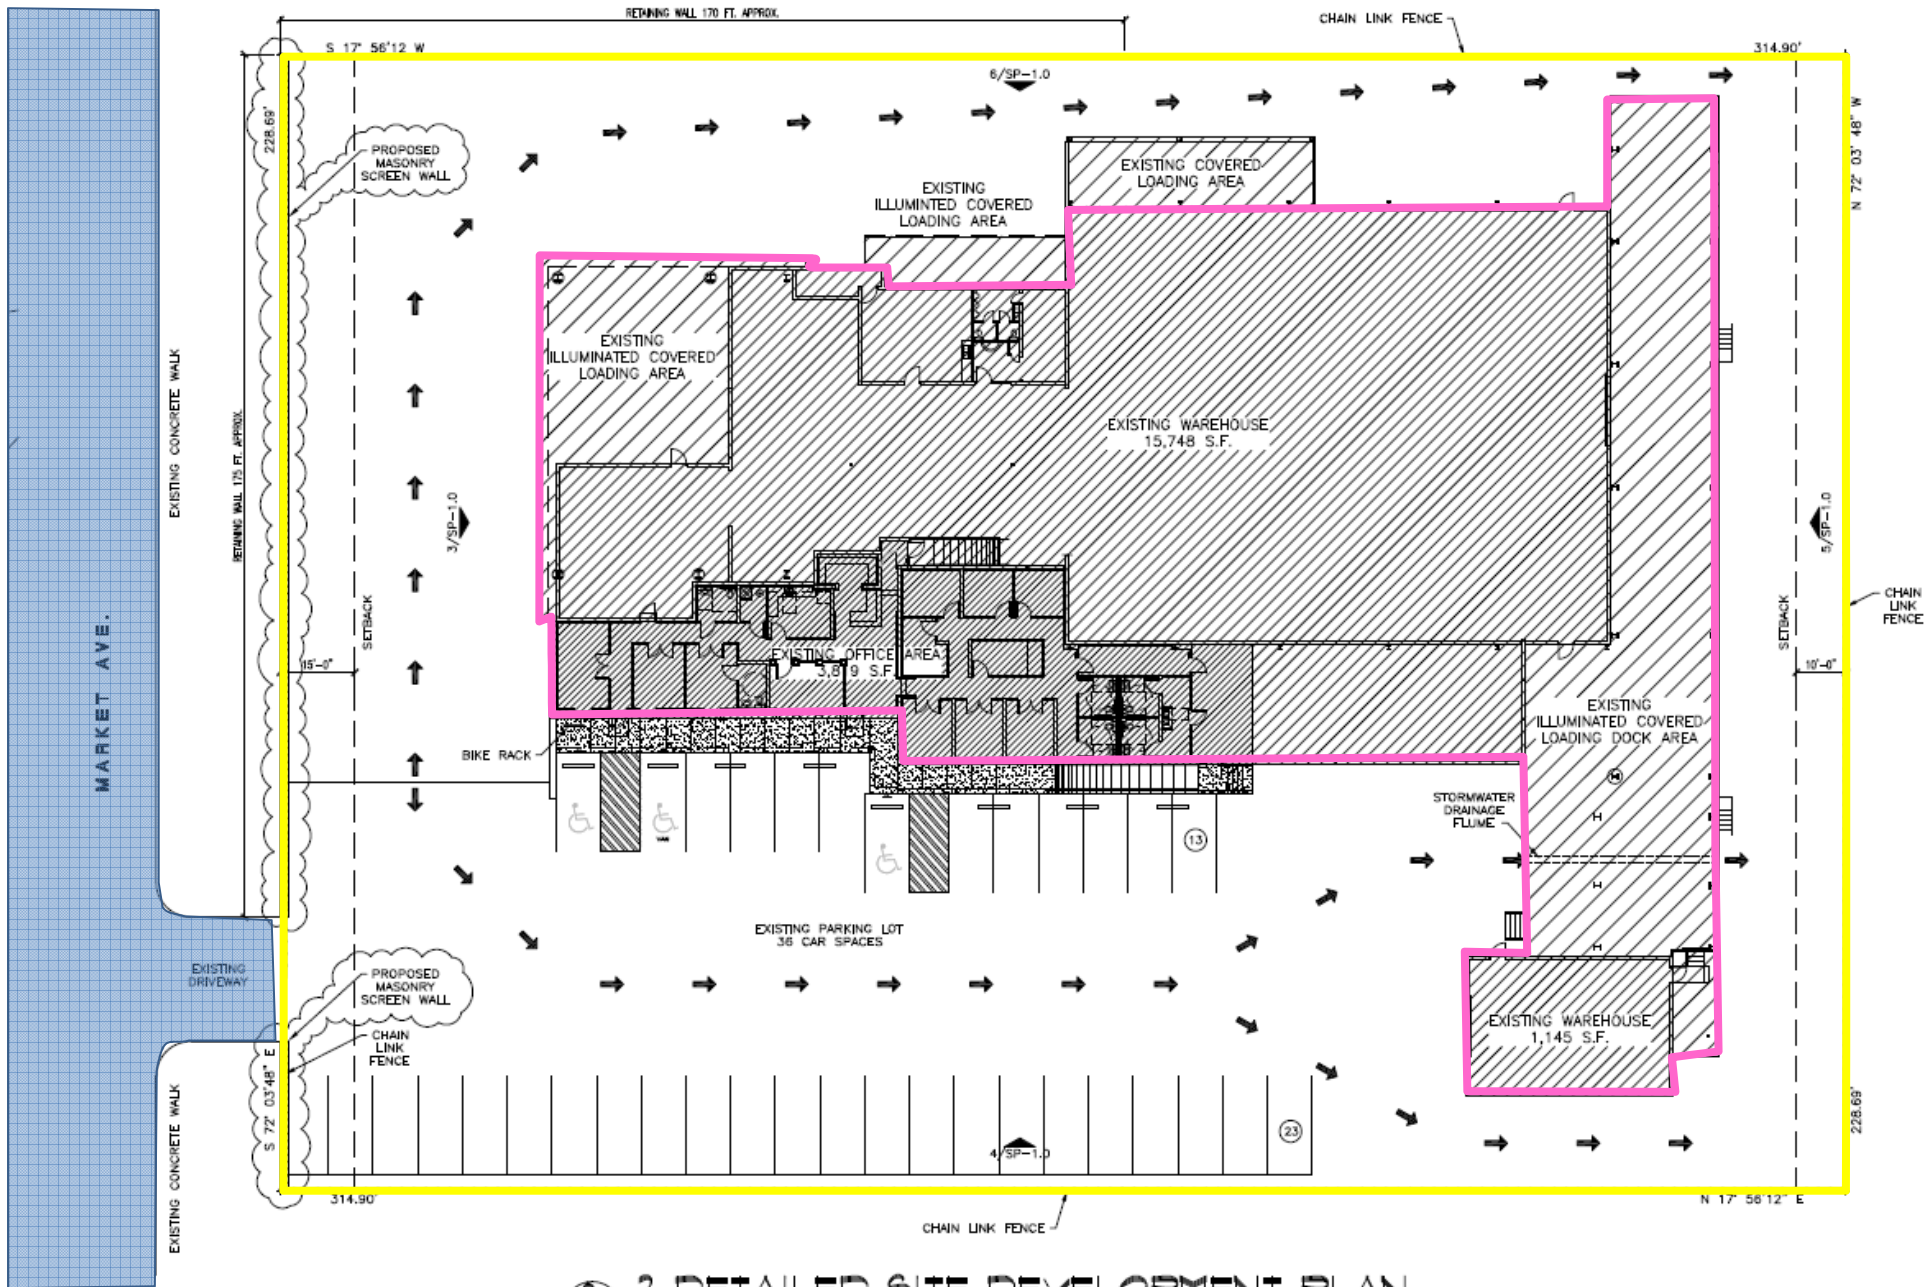 RETAINING WALL 170 FT. APPROX.
CHAIN LINK FENCE
S 17° 56'12 W
314.90'
6/SP-1.0
228.69'
N 72° 03' 48" W
PROPOSED
MASONRY
SCREEN WALL
EXISTING COVERED
LOADING AREA
EXISTING
ILLUMINTED COVERED
LOADING AREA
EXISTING
ILLUMINATED COVERED
LOADING AREA
EXISTING CONCRETE WALK
RETAINING WALL 175 FT. APPROX.
EXISTING WAREHOUSE
15,748 S.F.
3/SP-1.0
5/SP-1.0
CHAIN
LINK
FENCE
SETBACK
SETBACK
MARKET AVE.
15'-0"
10'-0"
EXISTING OFFICE AREA
S.F.
EXISTING
ILLUMINATED COVERED
LOADING DOCK AREA
BIKE RACK
STORMWATER
DRAINAGE
FLUME
13
EXISTING PARKING LOT
36 CAR SPACES
EXISTING
DRIVEWAY
PROPOSED
MASONRY
SCREEN WALL
CHAIN
LINK
FENCE
EXISTING WAREHOUSE
1,145 S.F.
S 72° 03'48" E
EXISTING CONCRETE WALK
228.69'
23
4/SP-1.0
314.90'
N 17° 56'12" E
CHAIN LINK FENCE
2 DETAILED SITE DEVELOPMENT PLAN